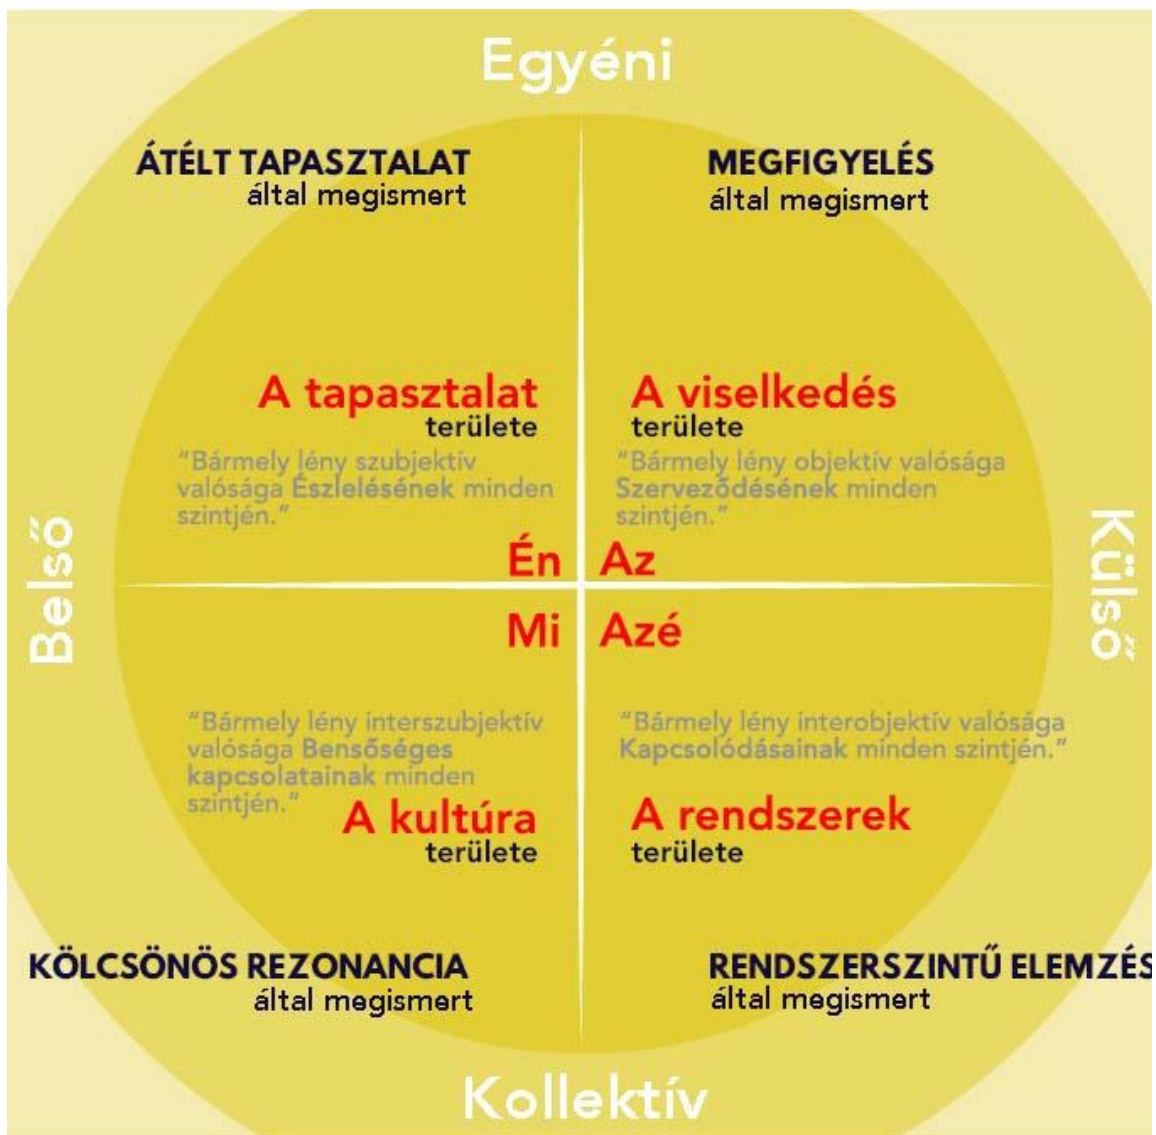 Egyéni
ÁTÉLT TAPASZTALAT
által megismert
MEGFIGYELÉS
által megismert
A tapasztalat
területe
"Bármely lény szubjektív
valósága Észlelésének minden
szintjén."
Én
A viselkedés
területe
"Bármely lény objektív valósága
Szerveződésének minden
szintjén."
Az
Belső
Külső
Mi
"Bármely lény interszubjektív
valósága Bensőséges
kapcsolatainak minden
szintjén."
A kultúra
területe
Azé
"Bármely lény interobjektív valósága
Kapcsolódásainak minden szintjén."
A rendszerek
területe
KÖLCSÖNÖS REZONANCIA
által megismert
RENDSZERSZINTŰ ELEMZÉS
által megismert
Kollektív